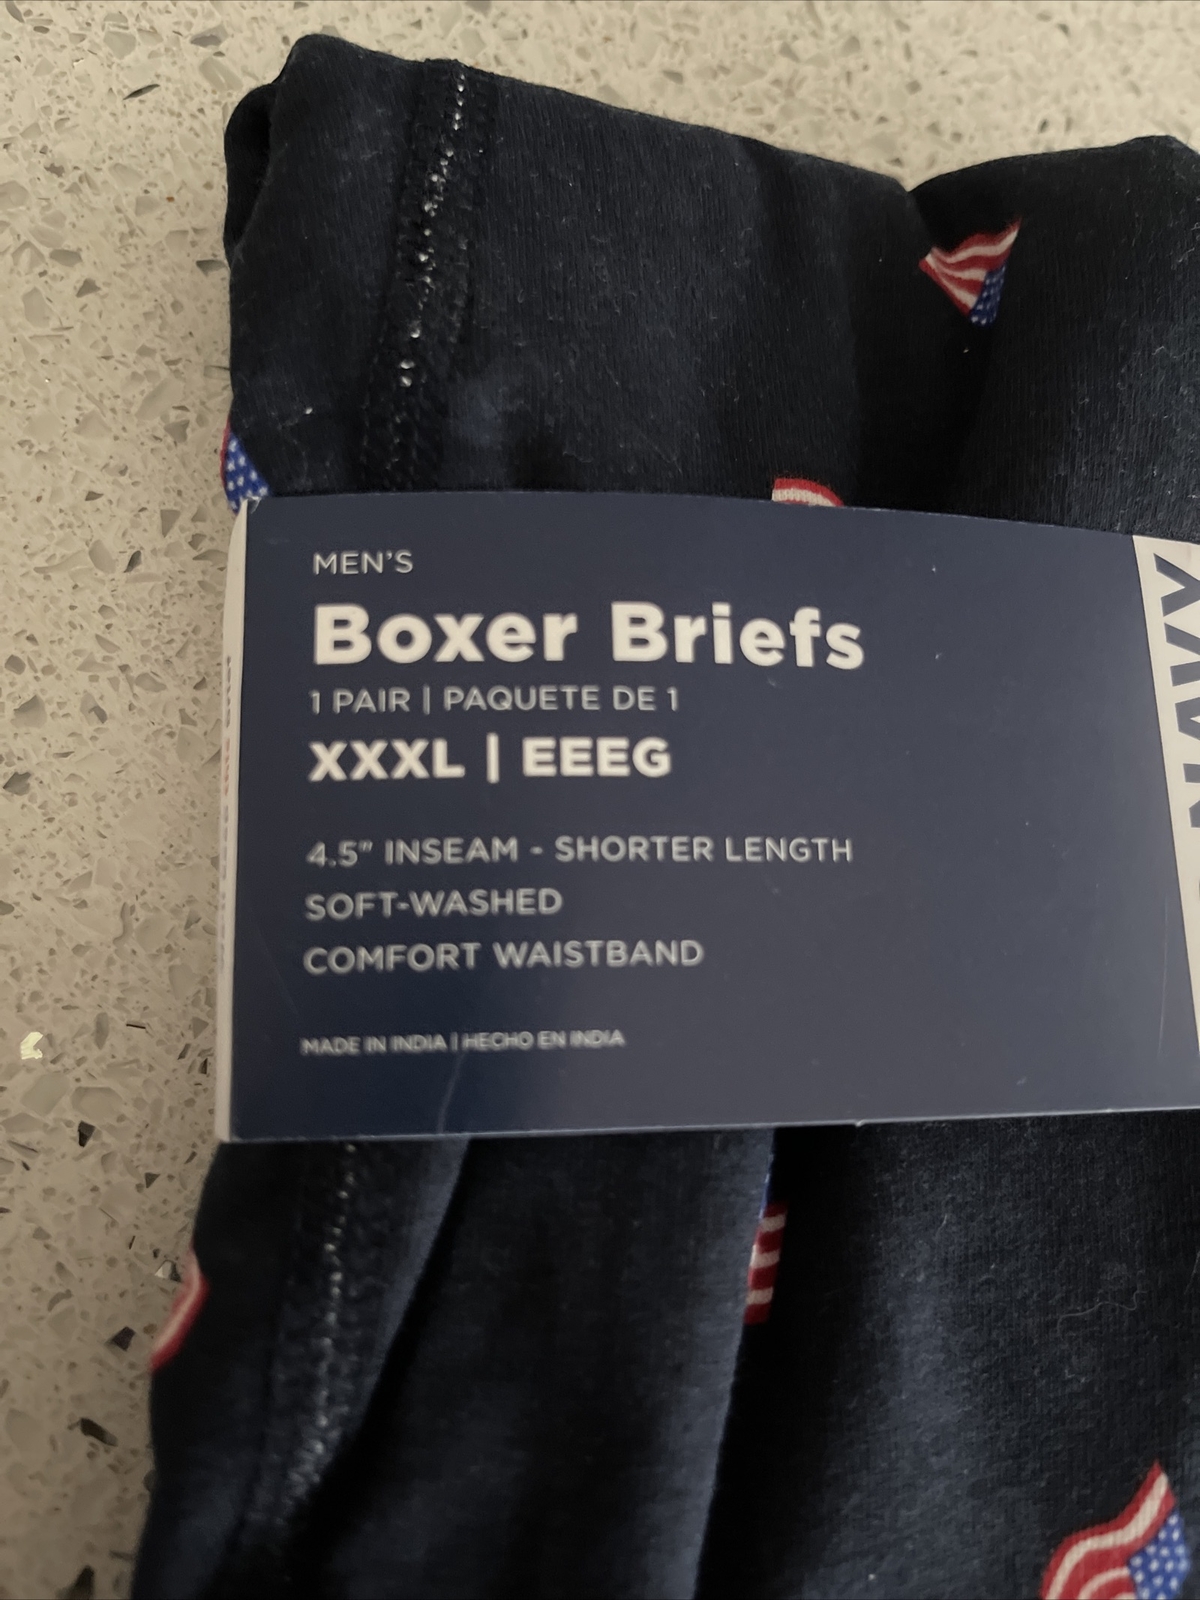 MEN'S
Boxer Briefs
1 PAIR | PAQUETE DE 1
XXXL | EEEG
4.5" INSEAM - SHORTER LENGTH
SOFT-WASHED
COMFORT WAISTBAND
MADE IN INDIA | HECHO EN INDIA
NAVY